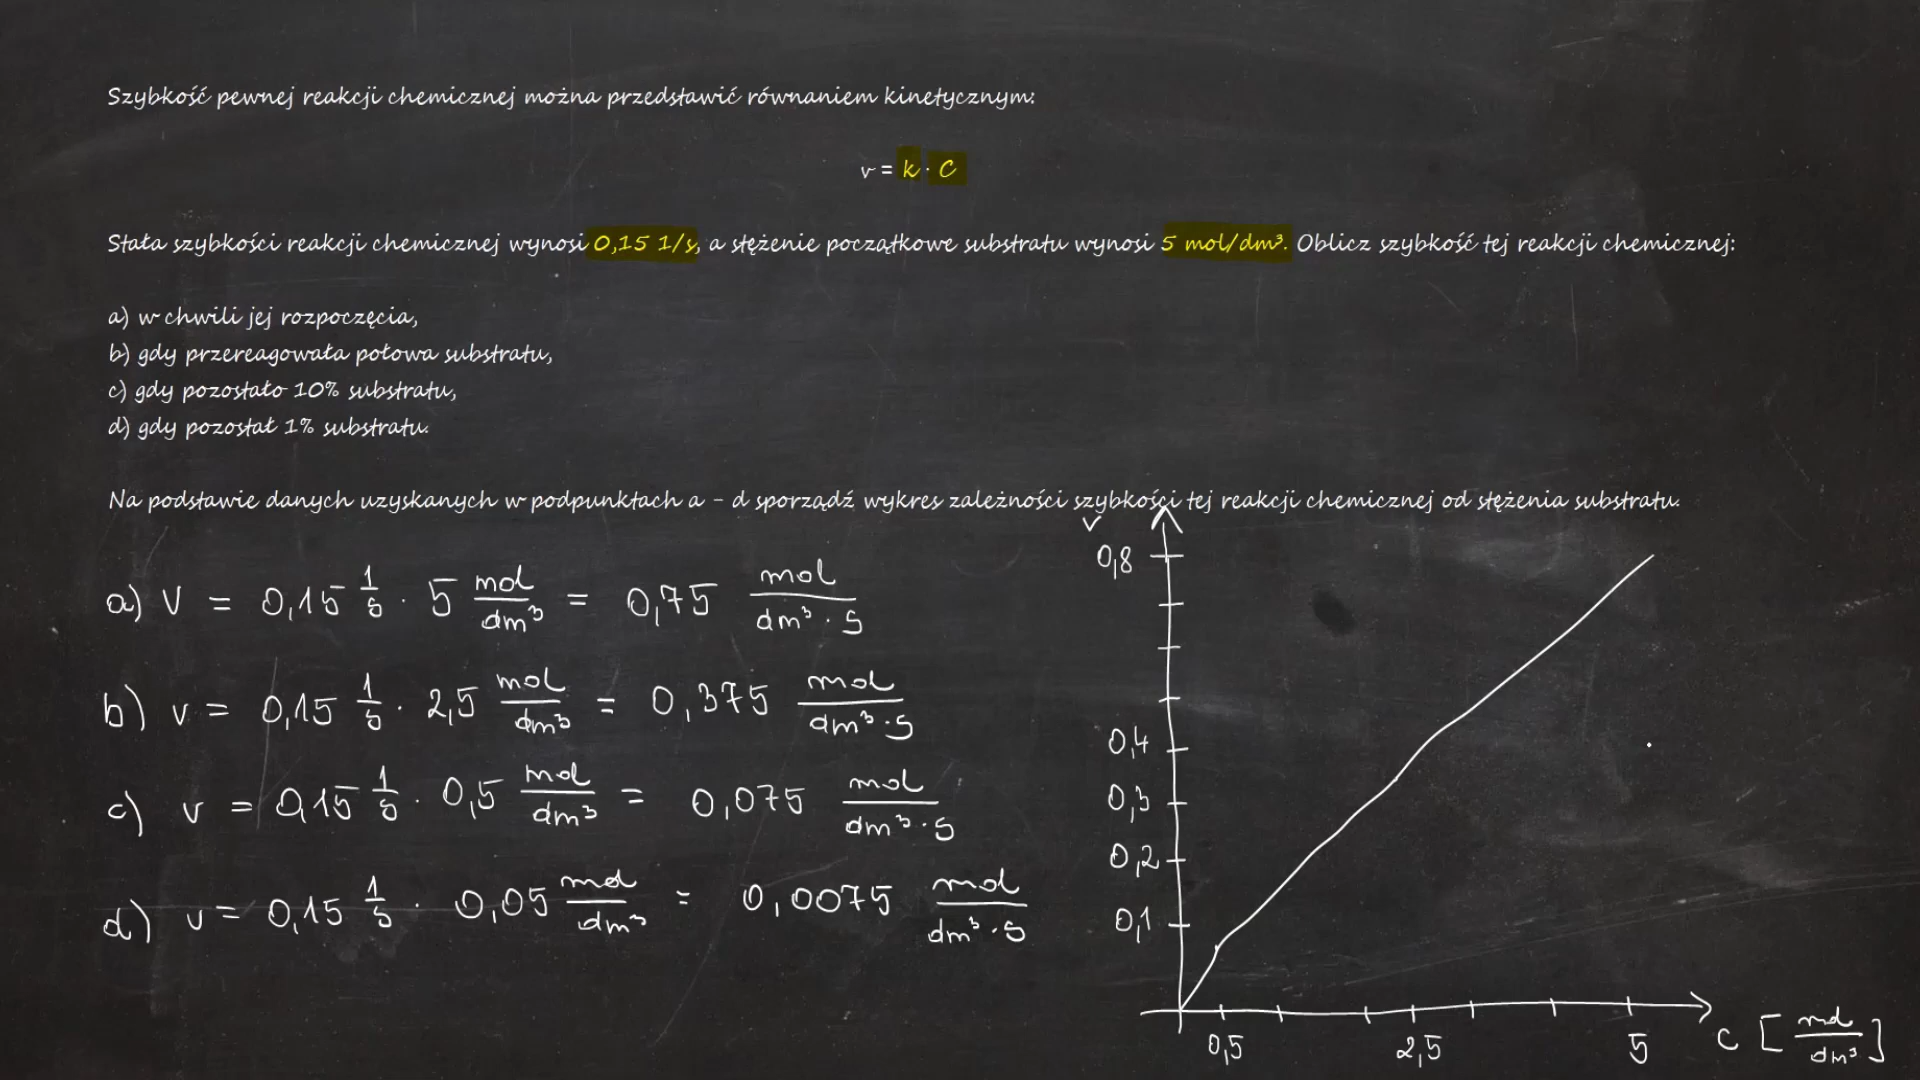 Szybkość pewnej reakcji chemicznej można przedstawić równaniem kinetycznym:
v = k · C
Stała szybkości reakcji chemicznej wynosi 0,15 1/s, a stężenie początkowe substratu wynosi 5 mol/dm³. Oblicz szybkość tej reakcji chemicznej:
a) w chwili jej rozpoczęcia,
b) gdy przereagowała połowa substratu,
c) gdy pozostało 10% substratu,
d) gdy pozostał 1% substratu.
Na podstawie danych uzyskanych w podpunktach a - d sporządź wykres zależności szybkości tej reakcji chemicznej od stężenia substratu.
a) V = 0,15 1/s · 5 mol/dm³ = 0,75 mol/dm³·s
b) v = 0,15 1/s · 2,5 mol/dm³ = 0,375 mol/dm³·s
c) v = 0,15 1/s · 0,5 mol/dm³ = 0,075 mol/dm³·s
d) v = 0,15 1/s · 0,05 mol/dm³ = 0,0075 mol/dm³·s
v
0,8
0,4
0,3
0,2
0,1
0,5 2,5 5 C [mol/dm³]